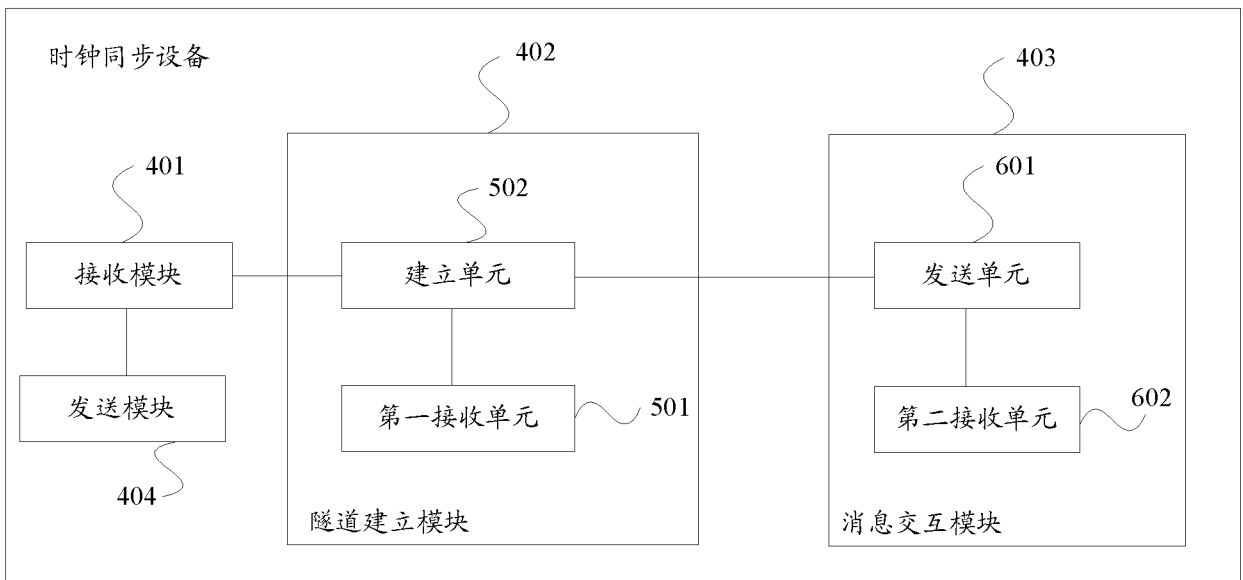 时钟同步设备
402
403
401
502
601
接收模块
建立单元
发送单元
发送模块
第一接收单元
501
第二接收单元
602
404
隧道建立模块
消息交互模块